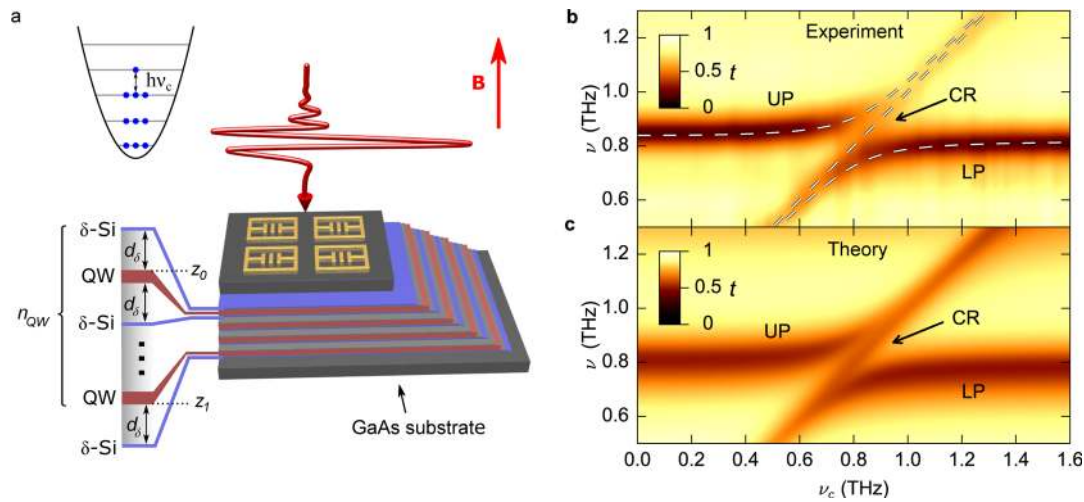 a
hν_c
B
δ-Si
d_δ
z_0
QW
d_δ
n_QW
δ-Si
QW
z_1
d_δ
δ-Si
GaAs substrate
b
Experiment
1
0.5 t
0
UP
CR
LP
ν (THz)
1.2
1.0
0.8
0.6
c
Theory
1
0.5 t
0
UP
CR
LP
ν (THz)
1.2
1.0
0.8
0.6
0.0 0.2 0.4 0.6 0.8 1.0 1.2 1.4 1.6
ν_c (THz)